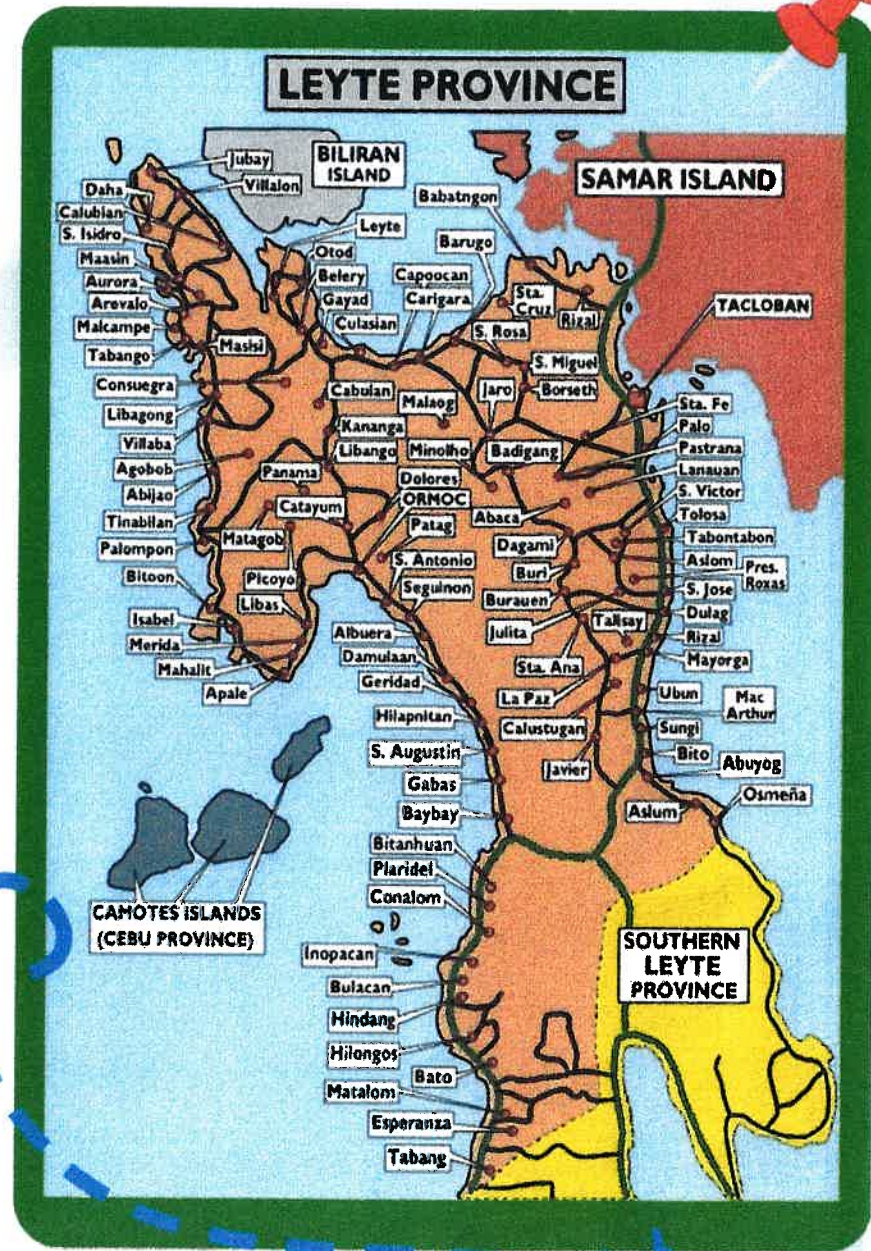 LEYTE PROVINCE
BILIRAN
ISLAND
SAMAR ISLAND
Jubay
Villalon
Daha
Calubian
S. Isidro
Maasin
Aurora
Arevalo
Malcampe
Tabango
Masisi
Leyte
Otod
Belery
Gayad
Culasian
Capoocan
Carigara
Barugo
Babatngon
Sta.
Cruz
Rizal
S. Rosa
S. Miguel
Borseth
TACLOBAN
Consuegra
Libagong
Villaba
Agobob
Abijao
Tinabilan
Palompon
Bitoon
Isabel
Merida
Mahalit
Apale
Cabuian
Kananga
Libango
Malaog
Minolho
Jaro
Badigang
Sta. Fe
Palo
Pastrana
Lanauan
S. Victor
Tolosa
Tabontabon
Aslom
Pres.
Roxas
S. Jose
Dulag
Rizal
Mayorga
Panama
Catayum
Dolores
ORMOC
Patag
Matagob
Picoyo
Libas
S. Antonio
Seguinon
Abaca
Dagami
Buri
Burauen
Julita
Talisay
Sta. Ana
La Paz
Calustugan
Javier
Albuera
Damulaan
Geridad
Hilapnitan
S. Augustin
Gabas
Baybay
Ubun
Mac
Arthur
Sungi
Bito
Abuyog
Osmeña
Aslum
Bitanhuan
Plaridel
Conalom
CAMOTES ISLANDS
(CEBU PROVINCE)
Inopacan
Bulacan
Hindang
Hilongos
Bato
Matalom
Esperanza
Tabang
SOUTHERN
LEYTE
PROVINCE